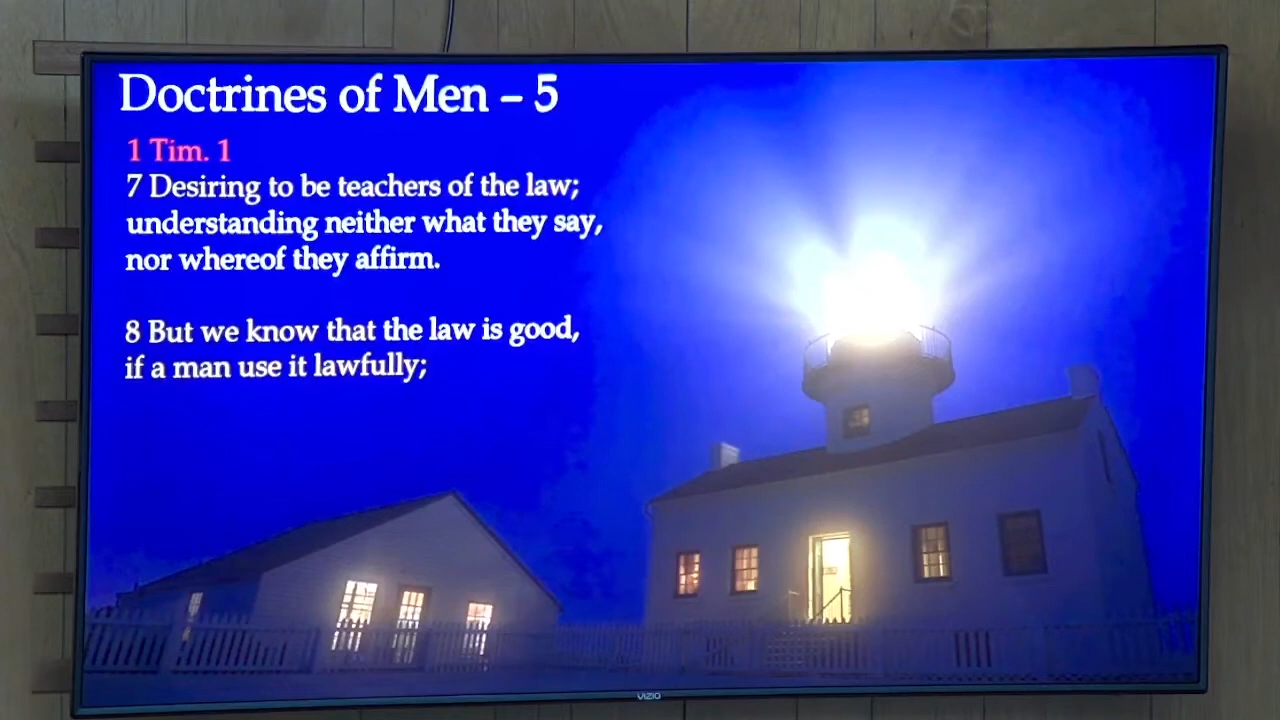 Doctrines of Men – 5
1 Tim. 1
7 Desiring to be teachers of the law;
understanding neither what they say,
nor whereof they affirm.
8 But we know that the law is good,
if a man use it lawfully;
VIZIO